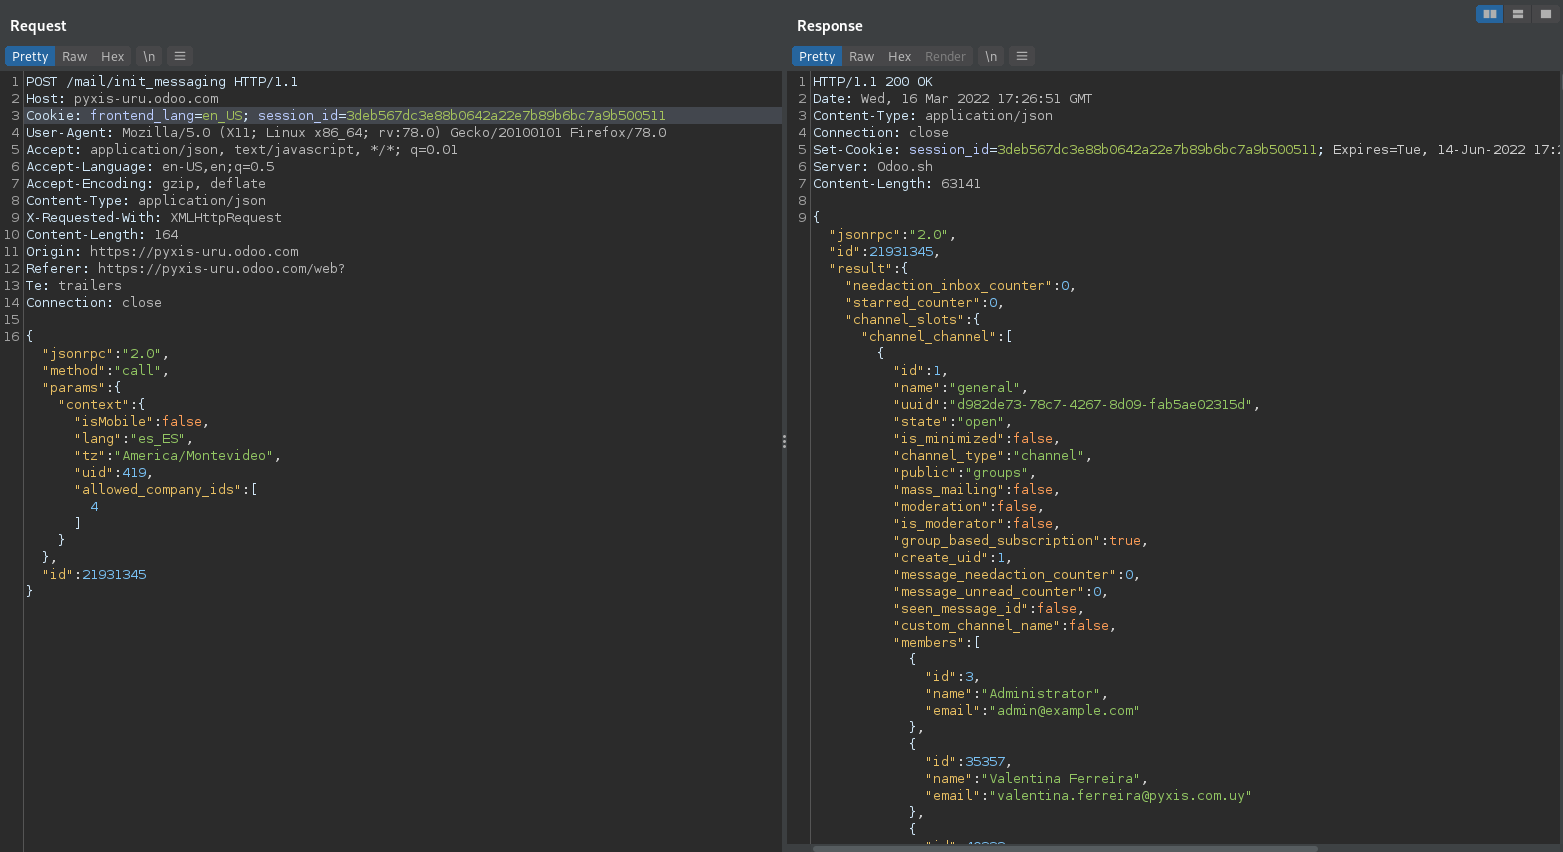 Request
Pretty Raw Hex \n
1 POST /mail/init_messaging HTTP/1.1
2 Host: pyxis-uru.odoo.com
3 Cookie: frontend_lang=en_US; session_id=3deb567dc3e88b0642a22e7b89b6bc7a9b500511
4 User-Agent: Mozilla/5.0 (X11; Linux x86_64; rv:78.0) Gecko/20100101 Firefox/78.0
5 Accept: application/json, text/javascript, */*; q=0.01
6 Accept-Language: en-US,en;q=0.5
7 Accept-Encoding: gzip, deflate
8 Content-Type: application/json
9 X-Requested-With: XMLHttpRequest
10 Content-Length: 164
11 Origin: https://pyxis-uru.odoo.com
12 Referer: https://pyxis-uru.odoo.com/web?
13 Te: trailers
14 Connection: close
15
16 {
"jsonrpc":"2.0",
"method":"call",
"params":{
"context":{
"isMobile":false,
"lang":"es_ES",
"tz":"America/Montevideo",
"uid":419,
"allowed_company_ids":[
4
]
}
},
"id":21931345
}
Response
Pretty Raw Hex Render \n
1 HTTP/1.1 200 OK
2 Date: Wed, 16 Mar 2022 17:26:51 GMT
3 Content-Type: application/json
4 Connection: close
5 Set-Cookie: session_id=3deb567dc3e88b0642a22e7b89b6bc7a9b500511; Expires=Tue, 14-Jun-2022 17:
6 Server: Odoo.sh
7 Content-Length: 63141
8
9 {
"jsonrpc":"2.0",
"id":21931345,
"result":{
"needaction_inbox_counter":0,
"starred_counter":0,
"channel_slots":{
"channel_channel":[
{
"id":1,
"name":"general",
"uuid":"d982de73-78c7-4267-8d09-fab5ae02315d",
"state":"open",
"is_minimized":false,
"channel_type":"channel",
"public":"groups",
"mass_mailing":false,
"moderation":false,
"is_moderator":false,
"group_based_subscription":true,
"create_uid":1,
"message_needaction_counter":0,
"message_unread_counter":0,
"seen_message_id":false,
"custom_channel_name":false,
"members":[
{
"id":3,
"name":"Administrator",
"email":"admin@example.com"
},
{
"id":35357,
"name":"Valentina Ferreira",
"email":"valentina.ferreira@pyxis.com.uy"
},
{